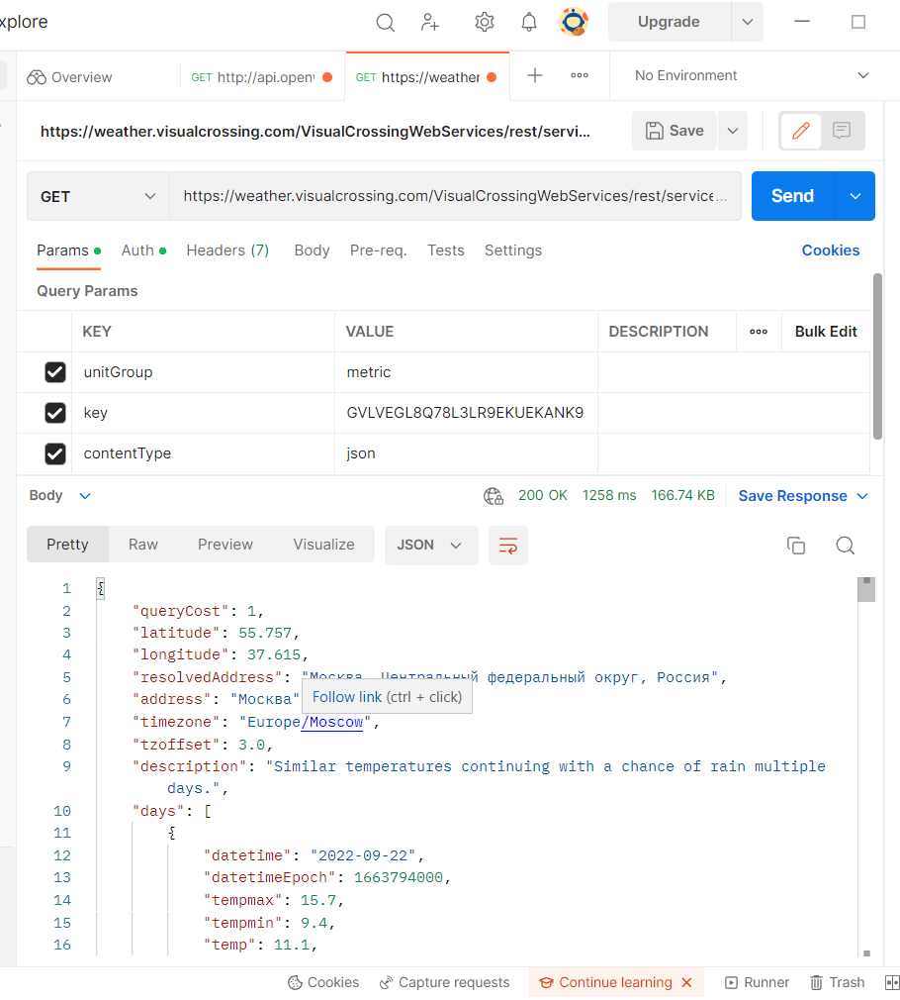 xplore
Upgrade
Overview
GET http://api.openv
GET https://weather
No Environment
https://weather.visualcrossing.com/VisualCrossingWebServices/rest/servi...
Save
GET
https://weather.visualcrossing.com/VisualCrossingWebServices/rest/service...
Send
Params Auth Headers (7) Body Pre-req. Tests Settings Cookies
Query Params
KEY VALUE DESCRIPTION Bulk Edit
unitGroup metric
key GVLVEGL8Q78L3LR9EKUEKANK9
contentType json
Body 200 OK 1258 ms 166.74 KB Save Response
Pretty Raw Preview Visualize JSON
1 {
2 "queryCost": 1,
3 "latitude": 55.757,
4 "longitude": 37.615,
5 "resolvedAddress": "Москва, Центральный федеральный округ, Россия",
6 "address": "Москва"
Follow link (ctrl + click)
7 "timezone": "Europe/Moscow",
8 "tzoffset": 3.0,
9 "description": "Similar temperatures continuing with a chance of rain multiple
days.",
10 "days": [
11 {
12 "datetime": "2022-09-22",
13 "datetimeEpoch": 1663794000,
14 "tempmax": 15.7,
15 "tempmin": 9.4,
16 "temp": 11.1,
Cookies Capture requests Continue learning Runner Trash